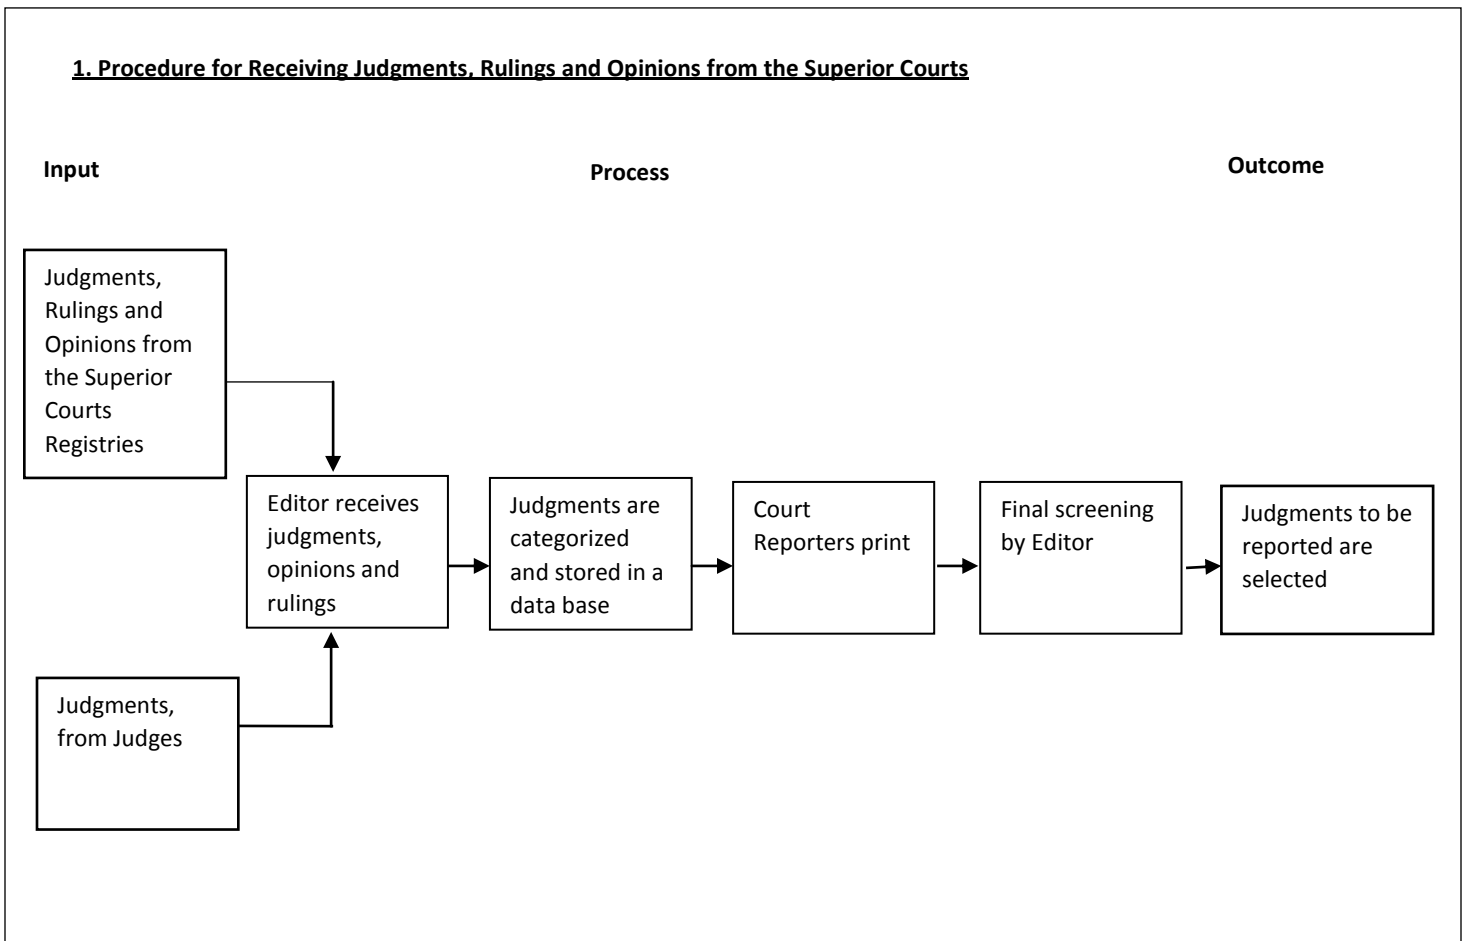 1. Procedure for Receiving Judgments, Rulings and Opinions from the Superior Courts
Input
Process
Outcome
Judgments,
Rulings and
Opinions from
the Superior
Courts
Registries
Editor receives
judgments,
opinions and
rulings
Judgments are
categorized
and stored in a
data base
Court
Reporters print
Final screening
by Editor
Judgments to be
reported are
selected
Judgments,
from Judges